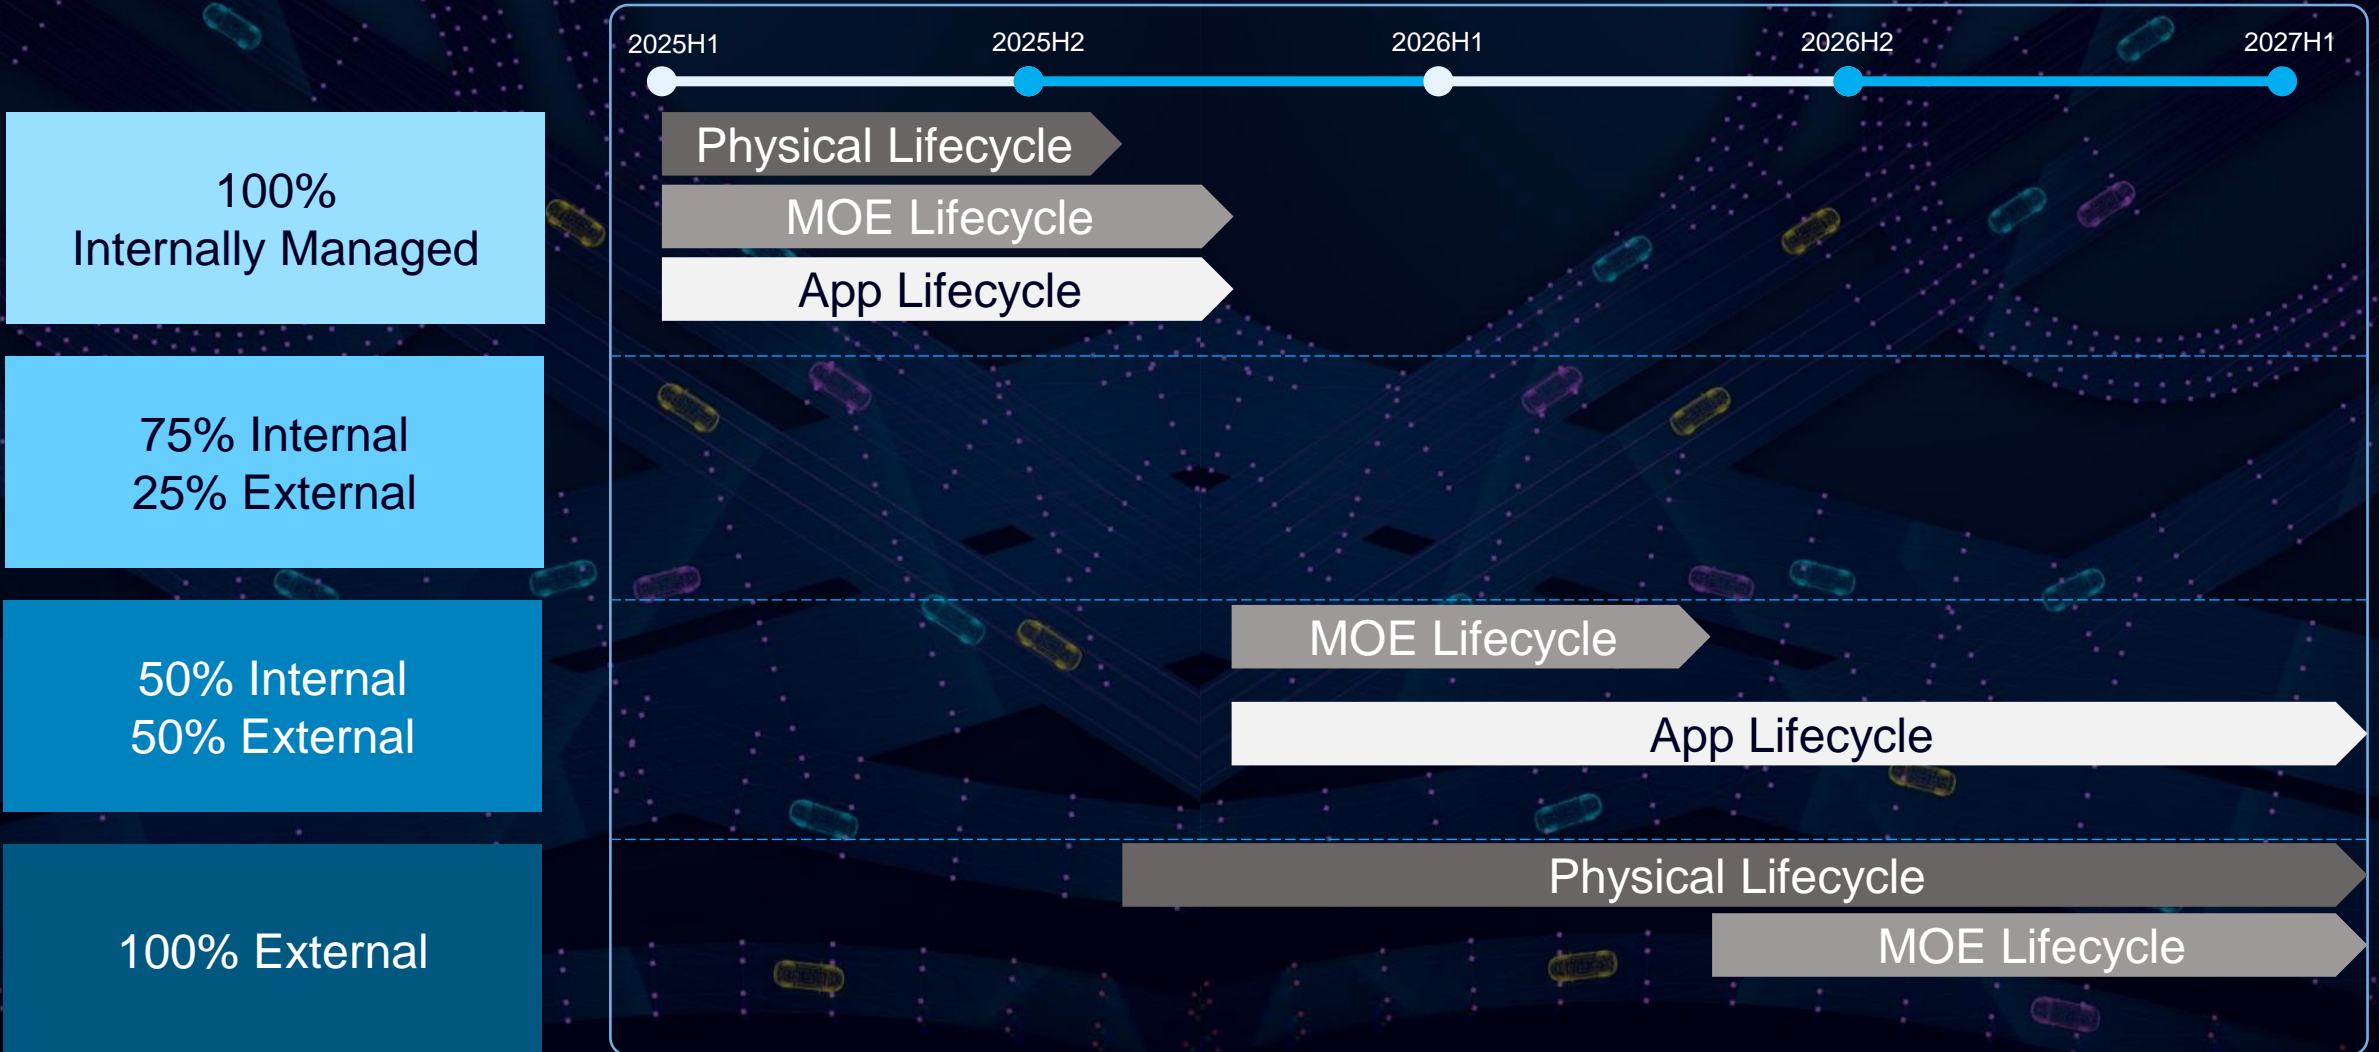 2025H1
2025H2
2026H1
2026H2
2027H1
100%
Internally Managed
Physical Lifecycle
MOE Lifecycle
App Lifecycle
75% Internal
25% External
50% Internal
50% External
MOE Lifecycle
App Lifecycle
100% External
Physical Lifecycle
MOE Lifecycle